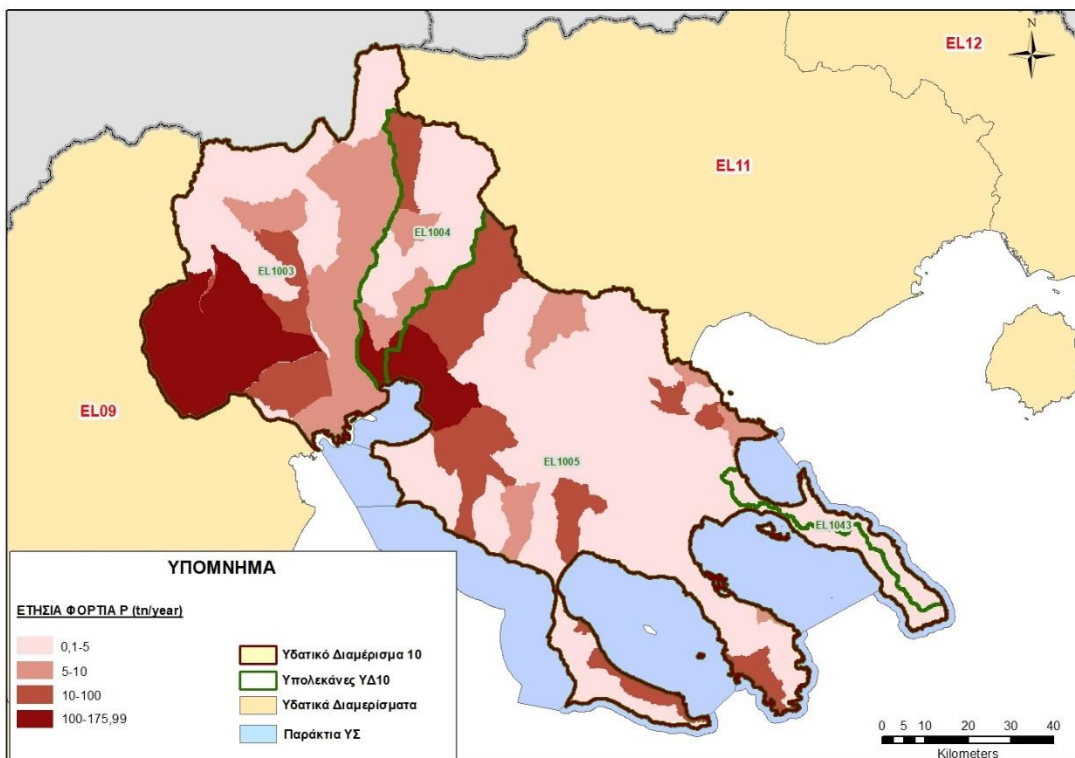 EL12
N
EL11
EL1004
EL1003
EL09
EL1005
EL1043
ΥΠΟΜΝΗΜΑ
ΕΤΗΣΙΑ ΦΟΡΤΙΑ P (tn/year)
0,1-5
5-10
10-100
100-175,99
Υδατικό Διαμέρισμα 10
Υπολεκάνες ΥΔ10
Υδατικά Διαμερίσματα
Παράκτια ΥΣ
0 5 10 20 30 40
Kilometers